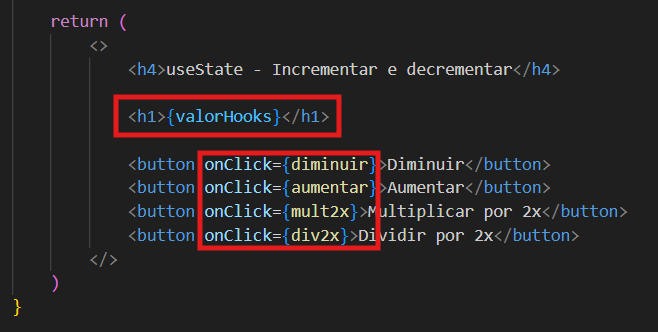 return (
<>
<h4>useState - Incrementar e decrementar</h4>
<h1>{valorHooks}</h1>
<button onClick={diminuir}>Diminuir</button>
<button onClick={aumentar}>Aumentar</button>
<button onClick={mult2x}>Multiplicar por 2x</button>
<button onClick={div2x}>Dividir por 2x</button>
</>
)
}